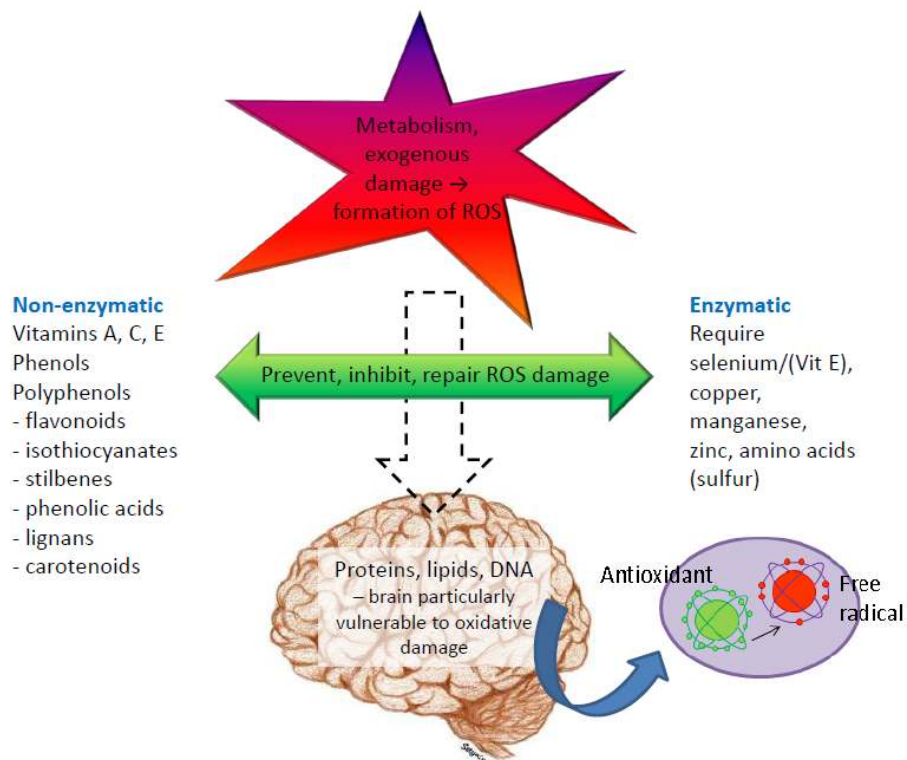 Metabolism,
exogenous
damage →
formation of ROS
Non-enzymatic
Vitamins A, C, E
Phenols
Polyphenols
- flavonoids
- isothiocyanates
- stilbenes
- phenolic acids
- lignans
- carotenoids
Prevent, inhibit, repair ROS damage
Enzymatic
Require
selenium/(Vit E),
copper,
manganese,
zinc, amino acids
(sulfur)
Proteins, lipids, DNA
– brain particularly
vulnerable to oxidative
damage
Antioxidant
Free
radical